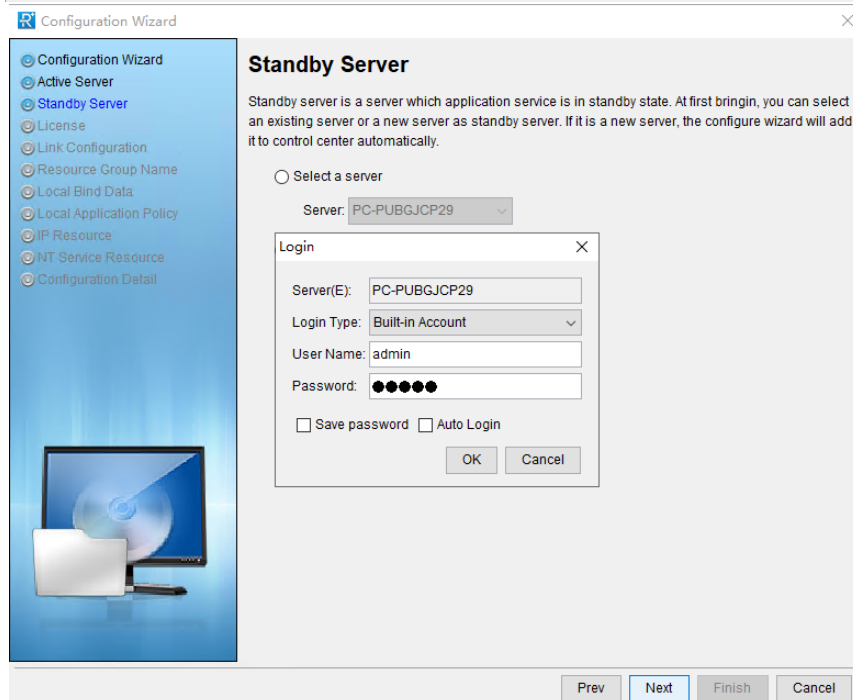 Configuration Wizard
Configuration Wizard
Active Server
Standby Server
License
Link Configuration
Resource Group Name
Local Bind Data
Local Application Policy
IP Resource
NT Service Resource
Configuration Detail
Standby Server
Standby server is a server which application service is in standby state. At first bringin, you can select
an existing server or a new server as standby server. If it is a new server, the configure wizard will add
it to control center automatically.
Select a server
Server: PC-PUBGJCP29
Login
Server(E): PC-PUBGJCP29
Login Type: Built-in Account
User Name: admin
Password: ●●●●●
Save password Auto Login
OK Cancel
Prev Next Finish Cancel